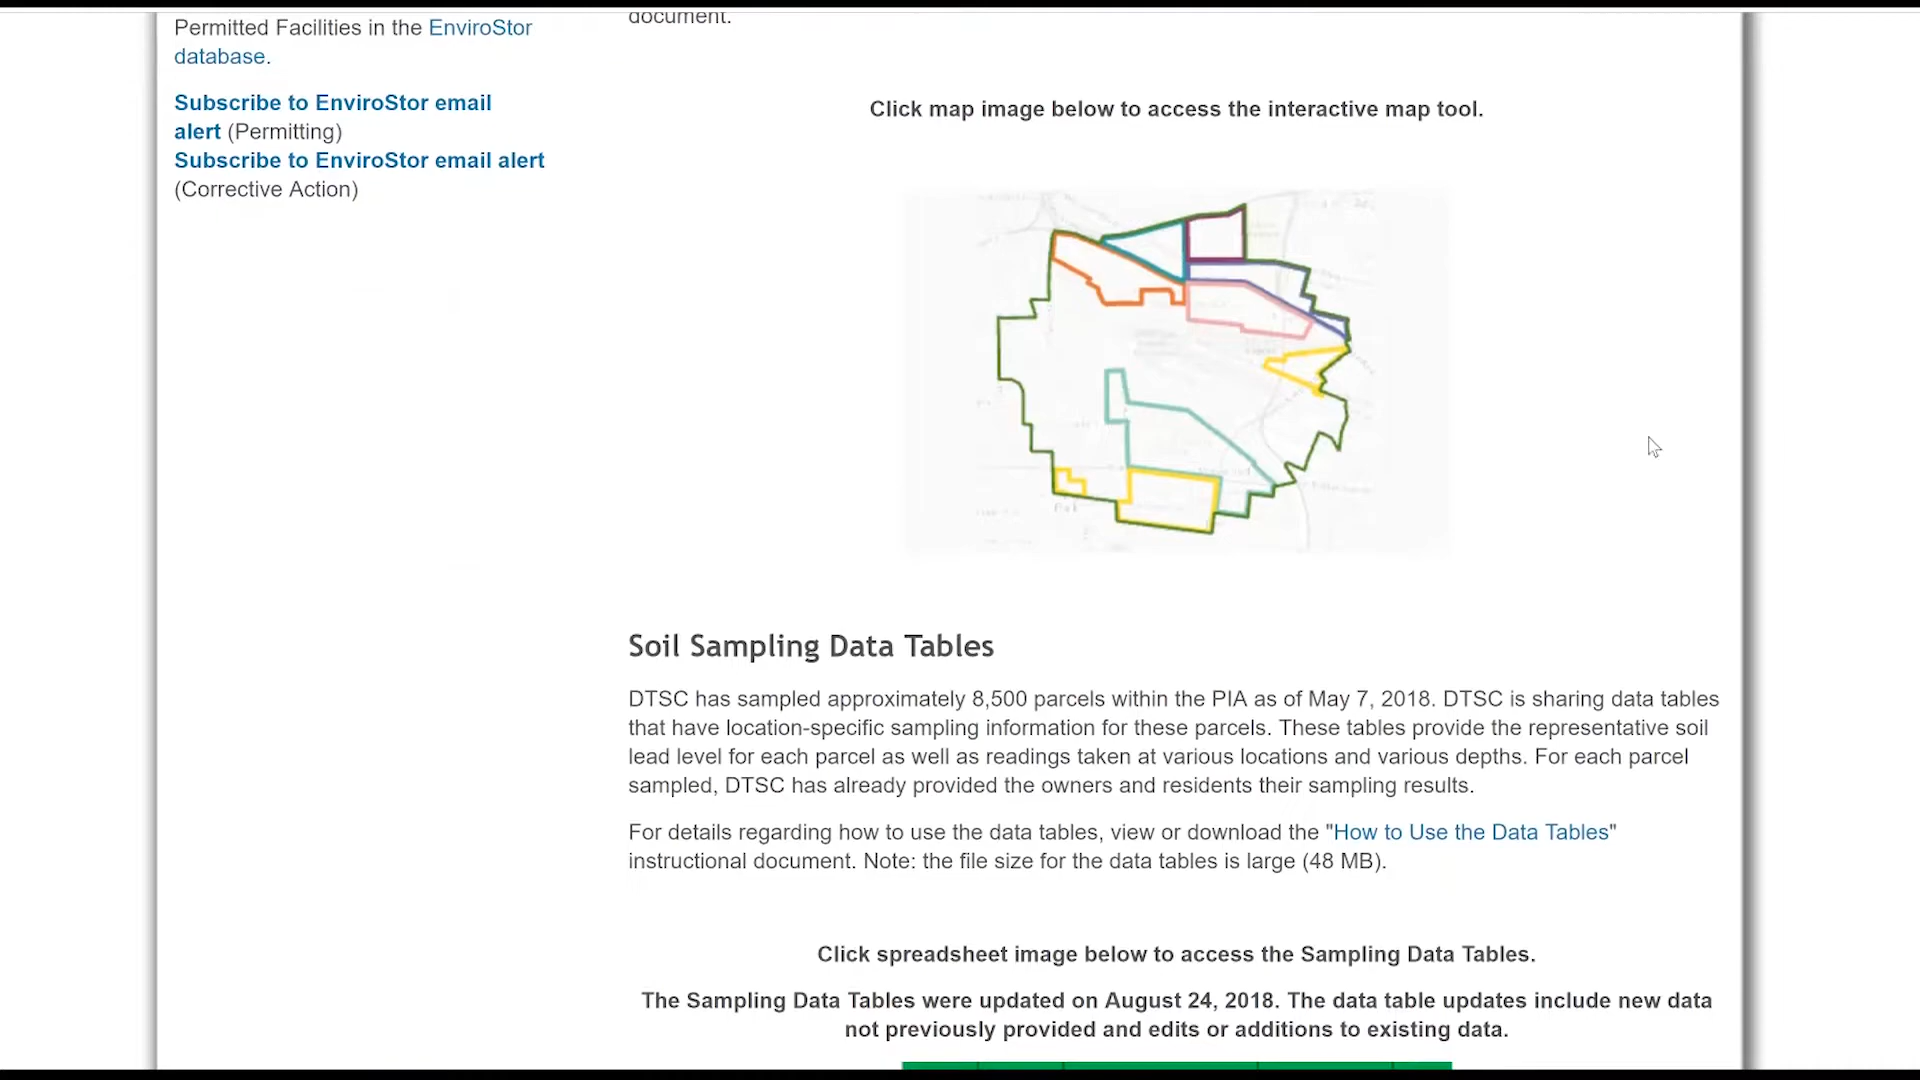 Permitted Facilities in the EnviroStor
database.
Subscribe to EnviroStor email
alert (Permitting)
Subscribe to EnviroStor email alert
(Corrective Action)
document.
Click map image below to access the interactive map tool.
Soil Sampling Data Tables
DTSC has sampled approximately 8,500 parcels within the PIA as of May 7, 2018. DTSC is sharing data tables
that have location-specific sampling information for these parcels. These tables provide the representative soil
lead level for each parcel as well as readings taken at various locations and various depths. For each parcel
sampled, DTSC has already provided the owners and residents their sampling results.
For details regarding how to use the data tables, view or download the "How to Use the Data Tables"
instructional document. Note: the file size for the data tables is large (48 MB).
Click spreadsheet image below to access the Sampling Data Tables.
The Sampling Data Tables were updated on August 24, 2018. The data table updates include new data
not previously provided and edits or additions to existing data.